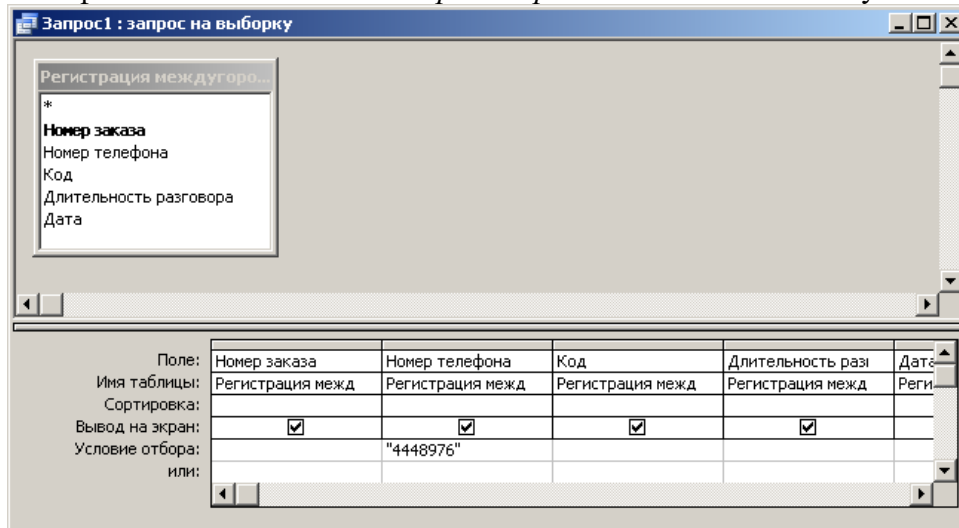 Запрос1 : запрос на выборку
Регистрация междугоро...
*
Номер заказа
Номер телефона
Код
Длительность разговора
Дата
Поле: Номер заказа Номер телефона Код Длительность разг Дата
Имя таблицы: Регистрация межд Регистрация межд Регистрация межд Регистрация межд Реги
Сортировка:
Вывод на экран:
Условие отбора: "4448976"
или: